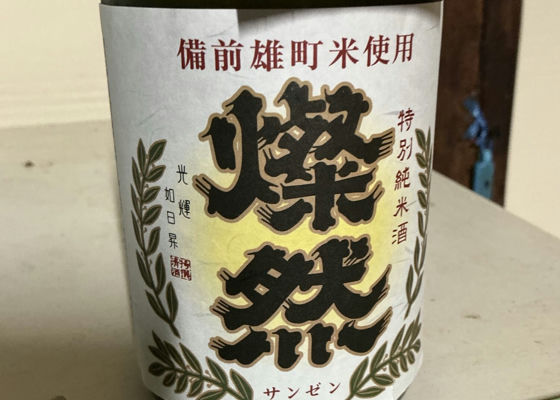 備前雄町米使用
特別純米酒
燦然
光輝
如日昇
サンゼン